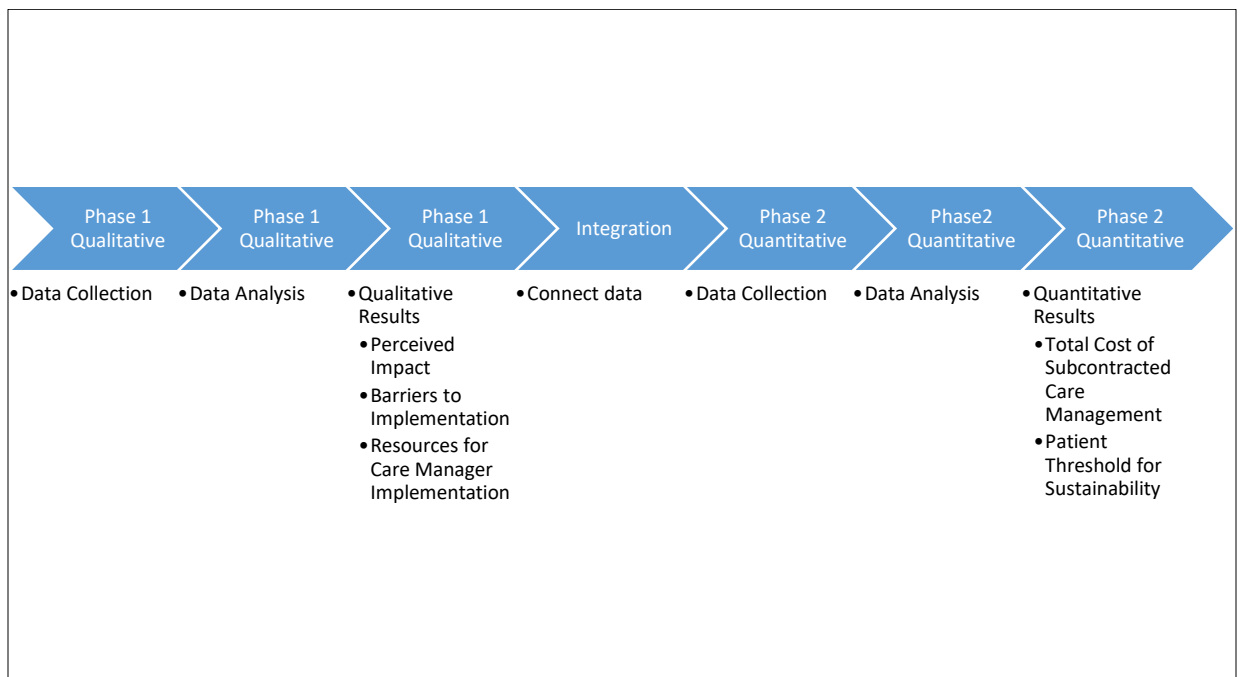 Phase 1
Qualitative
Phase 1
Qualitative
Phase 1
Qualitative
Integration
Phase 2
Quantitative
Phase2
Quantitative
Phase 2
Quantitative
•Data Collection
•Data Analysis
•Qualitative
Results
•Perceived
Impact
•Barriers to
Implementation
•Resources for
Care Manager
Implementation
•Connect data
•Data Collection
•Data Analysis
•Quantitative
Results
•Total Cost of
Subcontracted
Care
Management
•Patient
Threshold for
Sustainability